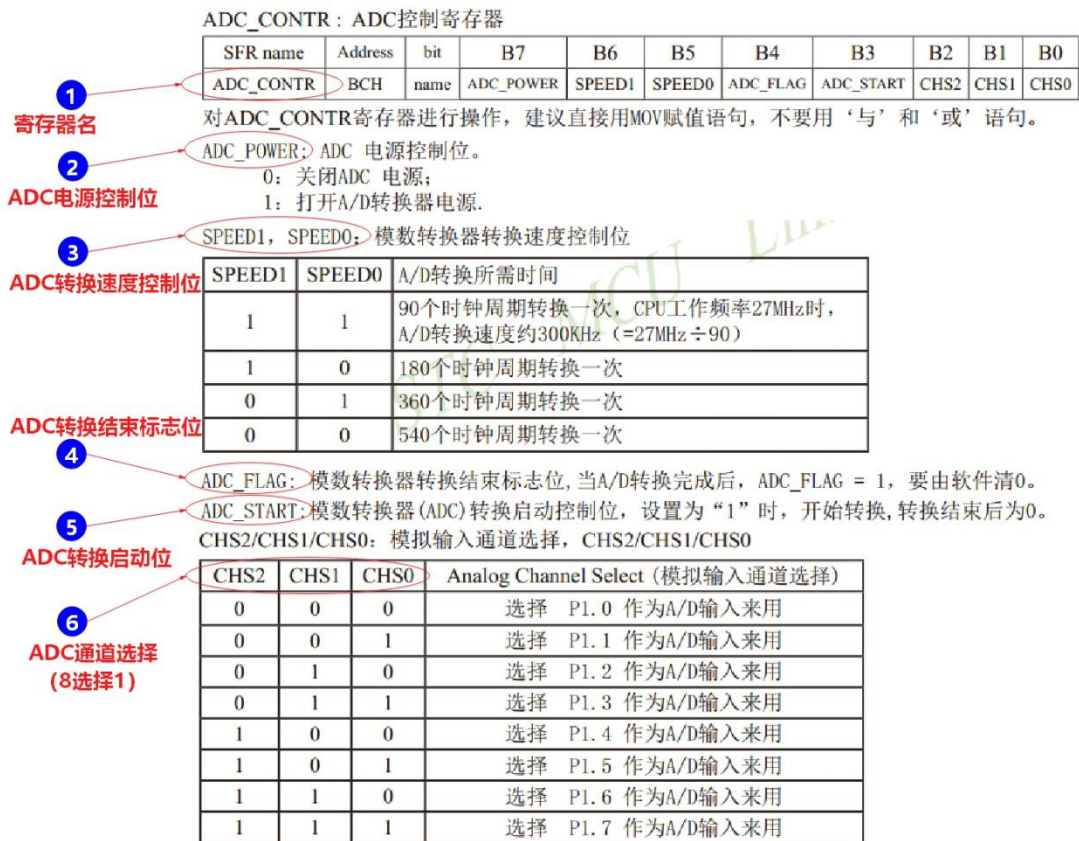 ADC_CONTR : ADC控制寄存器
SFR name Address bit B7 B6 B5 B4 B3 B2 B1 B0
ADC_CONTR BCH name ADC_POWER SPEED1 SPEED0 ADC_FLAG ADC_START CHS2 CHS1 CHS0
1
寄存器名
对ADC_CONTR寄存器进行操作，建议直接用MOV赋值语句，不要用‘与’和‘或’语句。
ADC_POWER: ADC 电源控制位。
2
0: 关闭ADC 电源;
ADC电源控制位
1: 打开A/D转换器电源.
SPEED1, SPEED0: 模数转换器转换速度控制位
3
ADC转换速度控制位
SPEED1 SPEED0 A/D转换所需时间
1 1 90个时钟周期转换一次，CPU工作频率27MHz时，
A/D转换速度约300KHz (=27MHz÷90)
1 0 180个时钟周期转换一次
0 1 360个时钟周期转换一次
0 0 540个时钟周期转换一次
STC MCU Lim
ADC转换结束标志位
4
ADC_FLAG: 模数转换器转换结束标志位,当A/D转换完成后，ADC_FLAG = 1，要由软件清0。
ADC_START:模数转换器(ADC)转换启动控制位，设置为“1”时，开始转换,转换结束后为0。
5
ADC转换启动位
CHS2/CHS1/CHS0: 模拟输入通道选择，CHS2/CHS1/CHS0
CHS2 CHS1 CHS0 Analog Channel Select (模拟输入通道选择)
0 0 0 选择 P1.0 作为A/D输入来用
0 0 1 选择 P1.1 作为A/D输入来用
0 1 0 选择 P1.2 作为A/D输入来用
0 1 1 选择 P1.3 作为A/D输入来用
1 0 0 选择 P1.4 作为A/D输入来用
1 0 1 选择 P1.5 作为A/D输入来用
1 1 0 选择 P1.6 作为A/D输入来用
1 1 1 选择 P1.7 作为A/D输入来用
6
ADC通道选择
(8选择1)